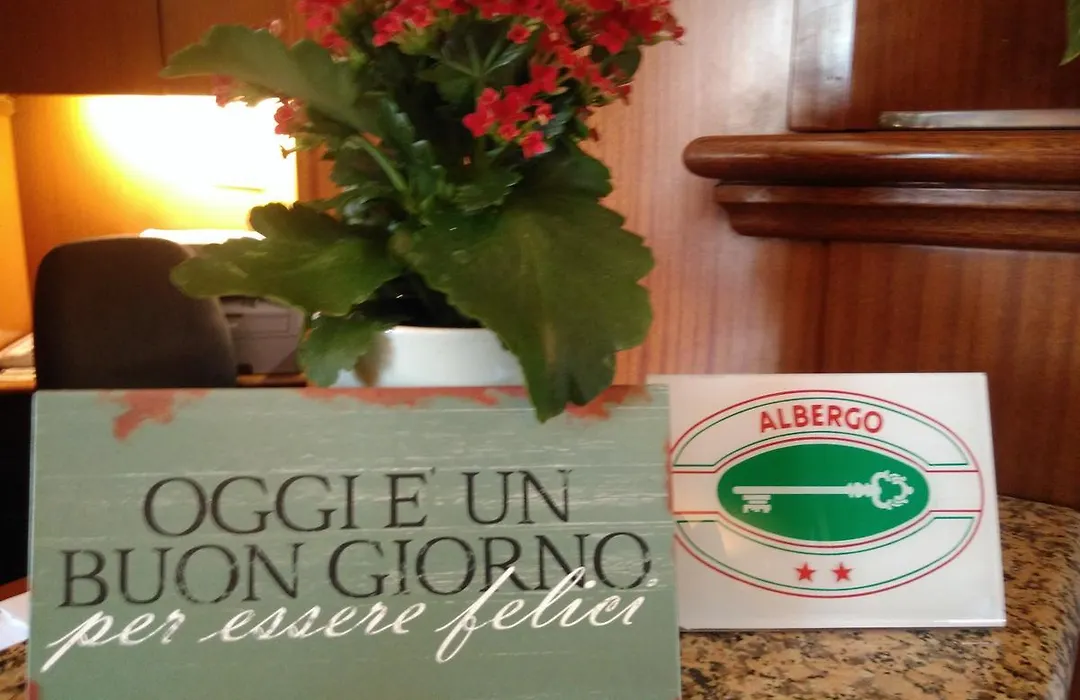 OGGI E' UN
BUON GIORNO
per essere felici
ALBERGO